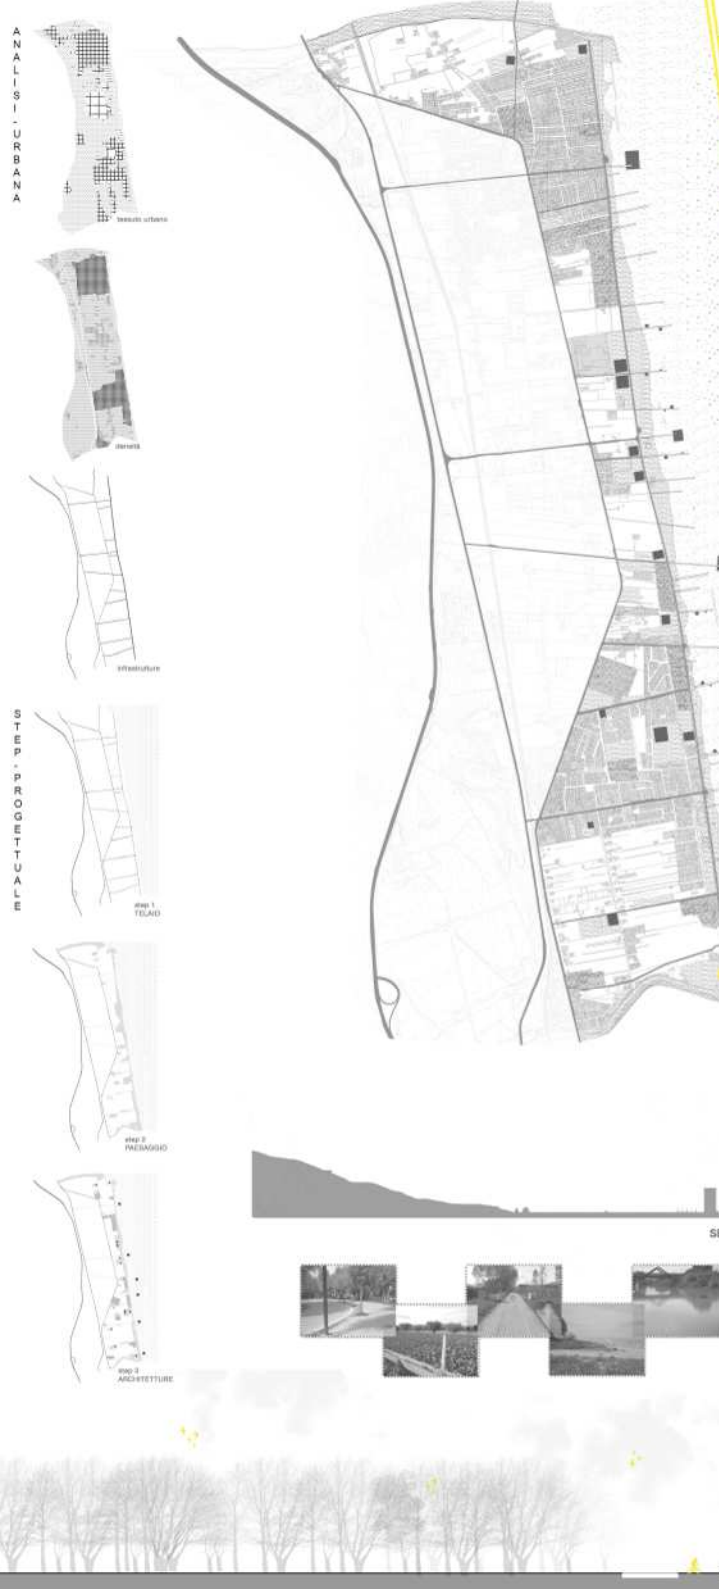 ANALISI-URBANA
tessuto urbano
densità
infrastrutture
STEP-PROGETTUALE
step 1
TELAIO
step 2
PAESAGGIO
step 3
ARCHITETTURE